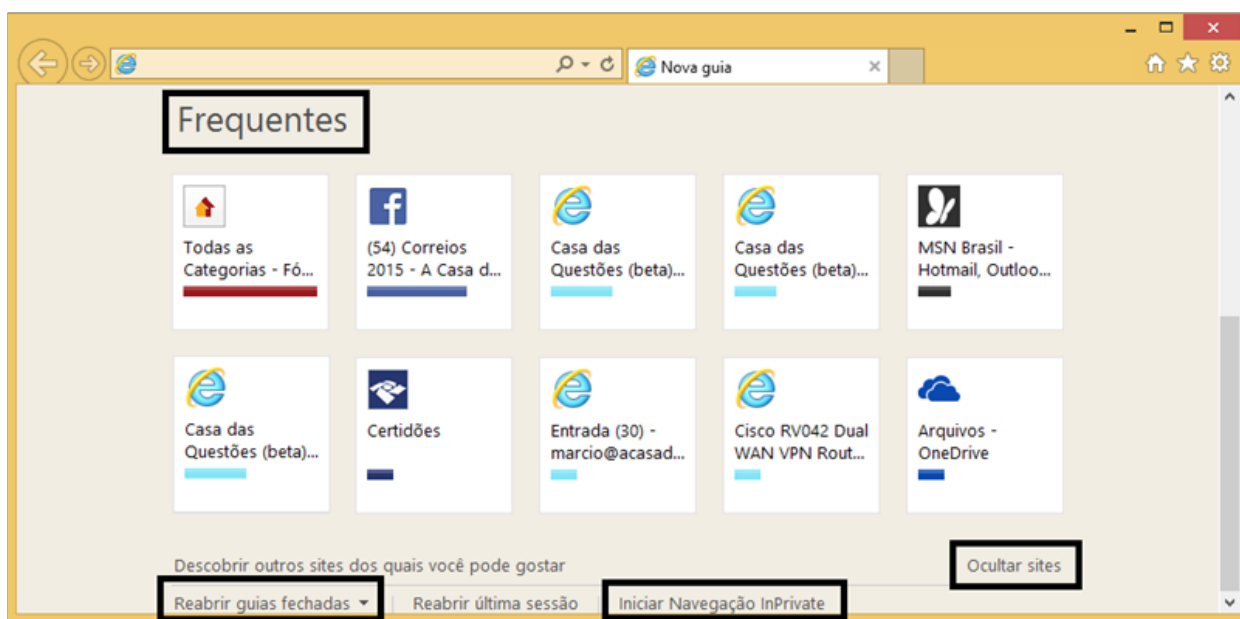 Nova guia
Frequentes
Todas as
Categorias - Fó...
(54) Correios
2015 - A Casa d...
Casa das
Questões (beta)...
Casa das
Questões (beta)...
MSN Brasil -
Hotmail, Outloo...
Casa das
Questões (beta)...
Certidões
Entrada (30) -
marcio@acasad...
Cisco RV042 Dual
WAN VPN Rout...
Arquivos -
OneDrive
Descobrir outros sites dos quais você pode gostar
Ocultar sites
Reabrir guias fechadas
Reabrir última sessão
Iniciar Navegação InPrivate